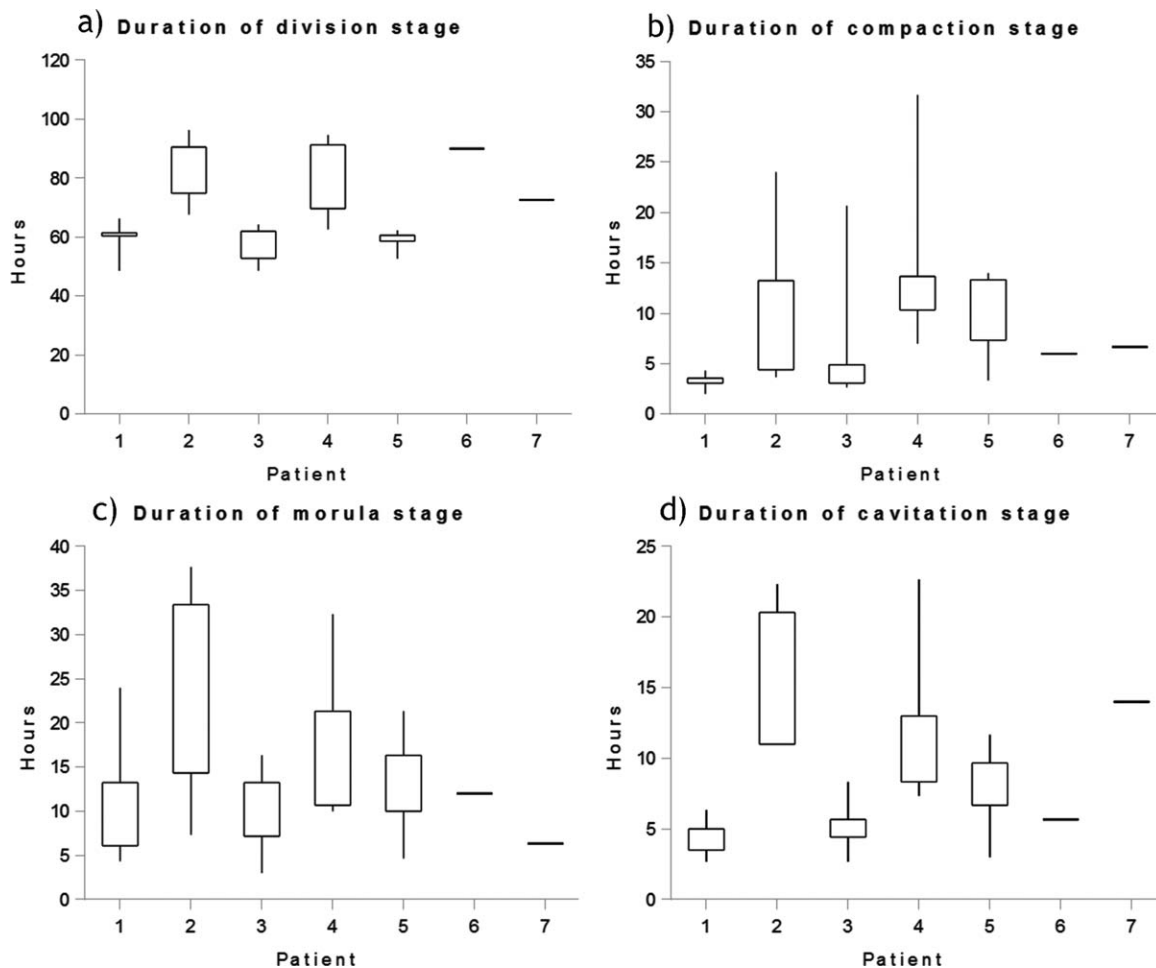 a) Duration of division stage
Hours
120
100
80
60
40
20
0
1 2 3 4 5 6 7
Patient
b) Duration of compaction stage
Hours
35
30
25
20
15
10
5
0
1 2 3 4 5 6 7
Patient
c) Duration of morula stage
Hours
40
35
30
25
20
15
10
5
0
1 2 3 4 5 6 7
Patient
d) Duration of cavitation stage
Hours
25
20
15
10
5
0
1 2 3 4 5 6 7
Patient